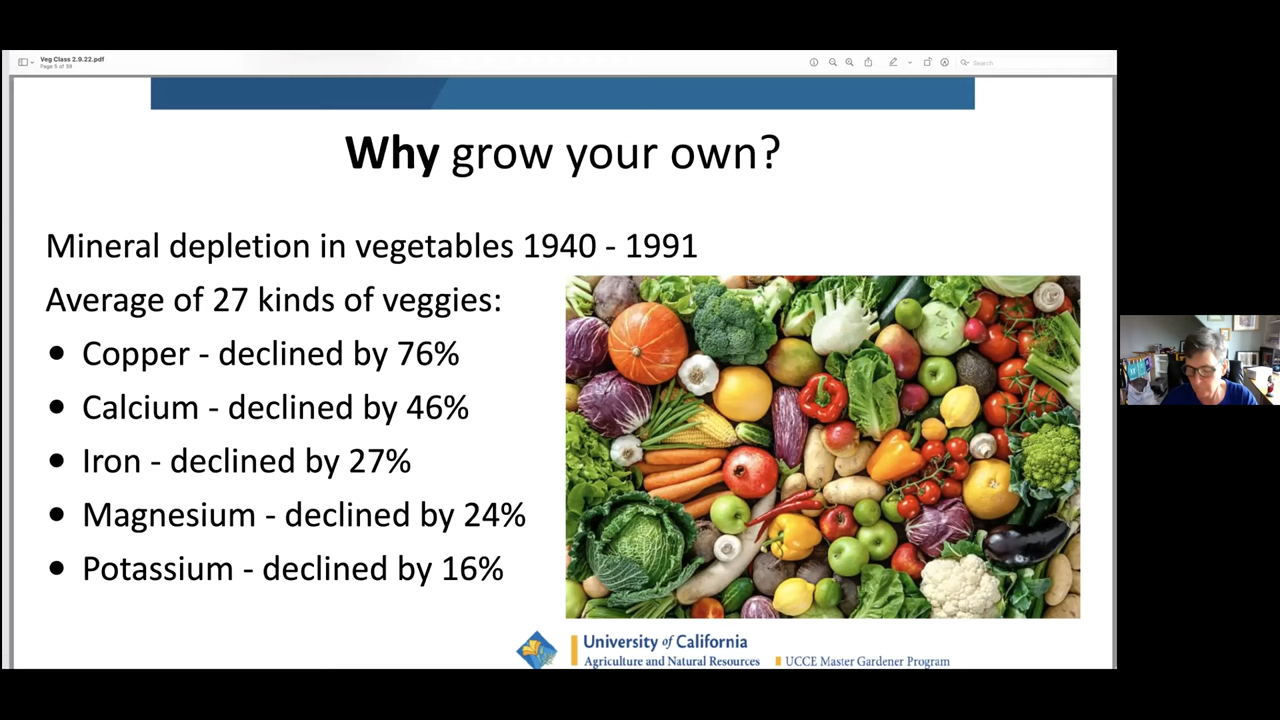 Veg Class 2.9.22.pdf
Page 5 of 39
Search
Why grow your own?
Mineral depletion in vegetables 1940 - 1991
Average of 27 kinds of veggies:
• Copper - declined by 76%
• Calcium - declined by 46%
• Iron - declined by 27%
• Magnesium - declined by 24%
• Potassium - declined by 16%
University of California
Agriculture and Natural Resources
UCCE Master Gardener Program